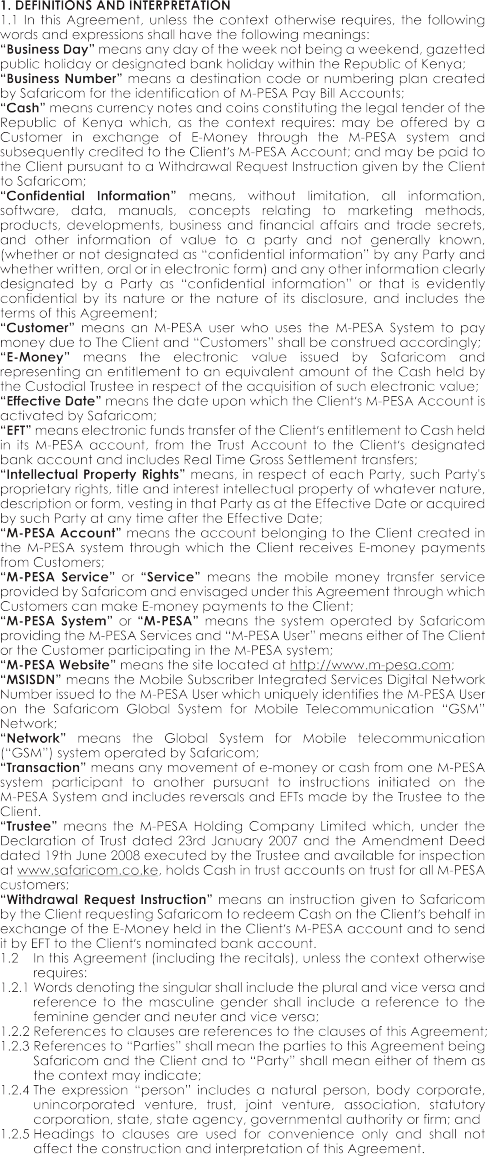 1. DEFINITIONS AND INTERPRETATION
1.1 In this Agreement, unless the context otherwise requires, the following
words and expressions shall have the following meanings:
“Business Day” means any day of the week not being a weekend, gazetted
public holiday or designated bank holiday within the Republic of Kenya;
“Business Number” means a destination code or numbering plan created
by Safaricom for the identification of M-PESA Pay Bill Accounts;
“Cash” means currency notes and coins constituting the legal tender of the
Republic of Kenya which, as the context requires: may be offered by a
Customer in exchange of E-Money through the M-PESA system and
subsequently credited to the Client's M-PESA Account; and may be paid to
the Client pursuant to a Withdrawal Request Instruction given by the Client
to Safaricom;
“Confidential Information” means, without limitation, all information,
software, data, manuals, concepts relating to marketing methods,
products, developments, business and financial affairs and trade secrets,
and other information of value to a party and not generally known,
(whether or not designated as “confidential information” by any Party and
whether written, oral or in electronic form) and any other information clearly
designated by a Party as “confidential information” or that is evidently
confidential by its nature or the nature of its disclosure, and includes the
terms of this Agreement;
“Customer” means an M-PESA user who uses the M-PESA System to pay
money due to The Client and “Customers” shall be construed accordingly;
“E-Money” means the electronic value issued by Safaricom and
representing an entitlement to an equivalent amount of the Cash held by
the Custodial Trustee in respect of the acquisition of such electronic value;
“Effective Date” means the date upon which the Client's M-PESA Account is
activated by Safaricom;
“EFT” means electronic funds transfer of the Client's entitlement to Cash held
in its M-PESA account, from the Trust Account to the Client's designated
bank account and includes Real Time Gross Settlement transfers;
“Intellectual Property Rights” means, in respect of each Party, such Party's
proprietary rights, title and interest intellectual property of whatever nature,
description or form, vesting in that Party as at the Effective Date or acquired
by such Party at any time after the Effective Date;
“M-PESA Account” means the account belonging to the Client created in
the M-PESA system through which the Client receives E-money payments
from Customers;
“M-PESA Service” or “Service” means the mobile money transfer service
provided by Safaricom and envisaged under this Agreement through which
Customers can make E-money payments to the Client;
“M-PESA System” or “M-PESA” means the system operated by Safaricom
providing the M-PESA Services and “M-PESA User” means either of The Client
or the Customer participating in the M-PESA system;
“M-PESA Website” means the site located at http://www.m-pesa.com;
“MSISDN” means the Mobile Subscriber Integrated Services Digital Network
Number issued to the M-PESA User which uniquely identifies the M-PESA User
on the Safaricom Global System for Mobile Telecommunication “GSM”
Network;
“Network” means the Global System for Mobile telecommunication
(“GSM”) system operated by Safaricom;
“Transaction” means any movement of e-money or cash from one M-PESA
system participant to another pursuant to instructions initiated on the
M-PESA System and includes reversals and EFTs made by the Trustee to the
Client.
“Trustee” means the M-PESA Holding Company Limited which, under the
Declaration of Trust dated 23rd January 2007 and the Amendment Deed
dated 19th June 2008 executed by the Trustee and available for inspection
at www.safaricom.co.ke, holds Cash in trust accounts on trust for all M-PESA
customers;
“Withdrawal Request Instruction” means an instruction given to Safaricom
by the Client requesting Safaricom to redeem Cash on the Client's behalf in
exchange of the E-Money held in the Client's M-PESA account and to send
it by EFT to the Client's nominated bank account.
1.2 In this Agreement (including the recitals), unless the context otherwise
requires:
1.2.1 Words denoting the singular shall include the plural and vice versa and
reference to the masculine gender shall include a reference to the
feminine gender and neuter and vice versa;
1.2.2 References to clauses are references to the clauses of this Agreement;
1.2.3 References to “Parties” shall mean the parties to this Agreement being
Safaricom and the Client and to “Party” shall mean either of them as
the context may indicate;
1.2.4 The expression “person” includes a natural person, body corporate,
unincorporated venture, trust, joint venture, association, statutory
corporation, state, state agency, governmental authority or firm; and
1.2.5 Headings to clauses are used for convenience only and shall not
affect the construction and interpretation of this Agreement.